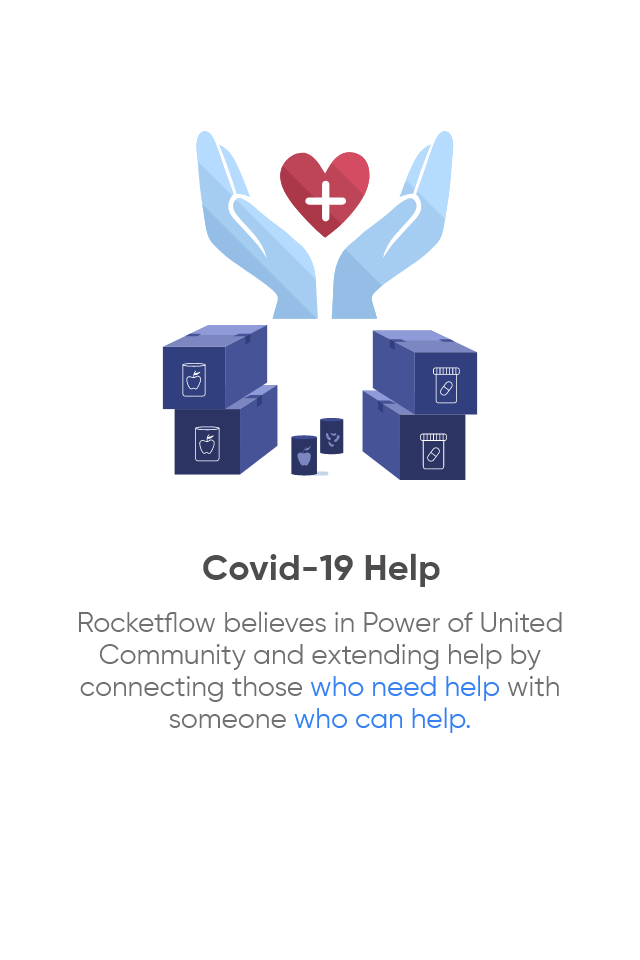 Covid-19 Help
Rocketflow believes in Power of United
Community and extending help by
connecting those who need help with
someone who can help.